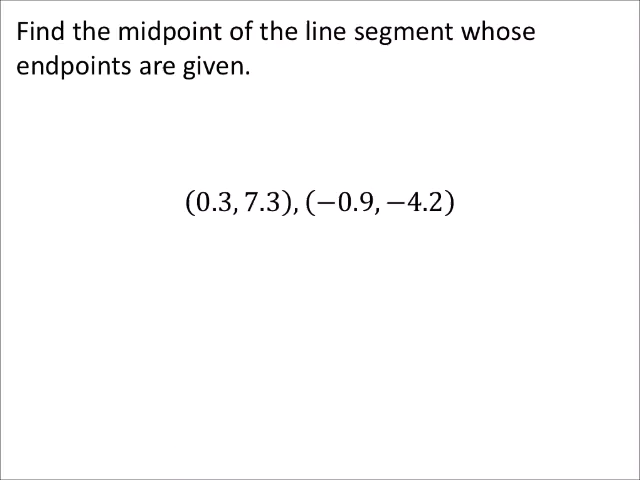 Find the midpoint of the line segment whose
endpoints are given.
(0.3, 7.3), (−0.9, −4.2)